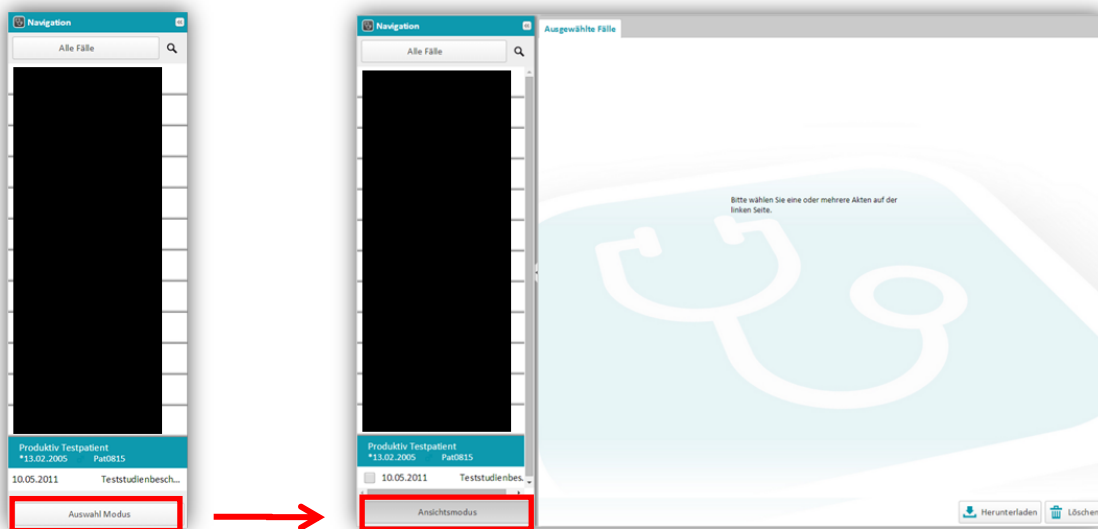 Navigation
Alle Fälle
Produktiv Testpatient
*13.02.2005 Pat0815
10.05.2011 Teststudienbesch...
Auswahl Modus
Navigation
Alle Fälle
Produktiv Testpatient
*13.02.2005 Pat0815
10.05.2011 Teststudienbes.
Ansichtsmodus
Ausgewählte Fälle
Bitte wählen Sie eine oder mehrere Akten auf der
linken Seite.
Herunterladen Löschen